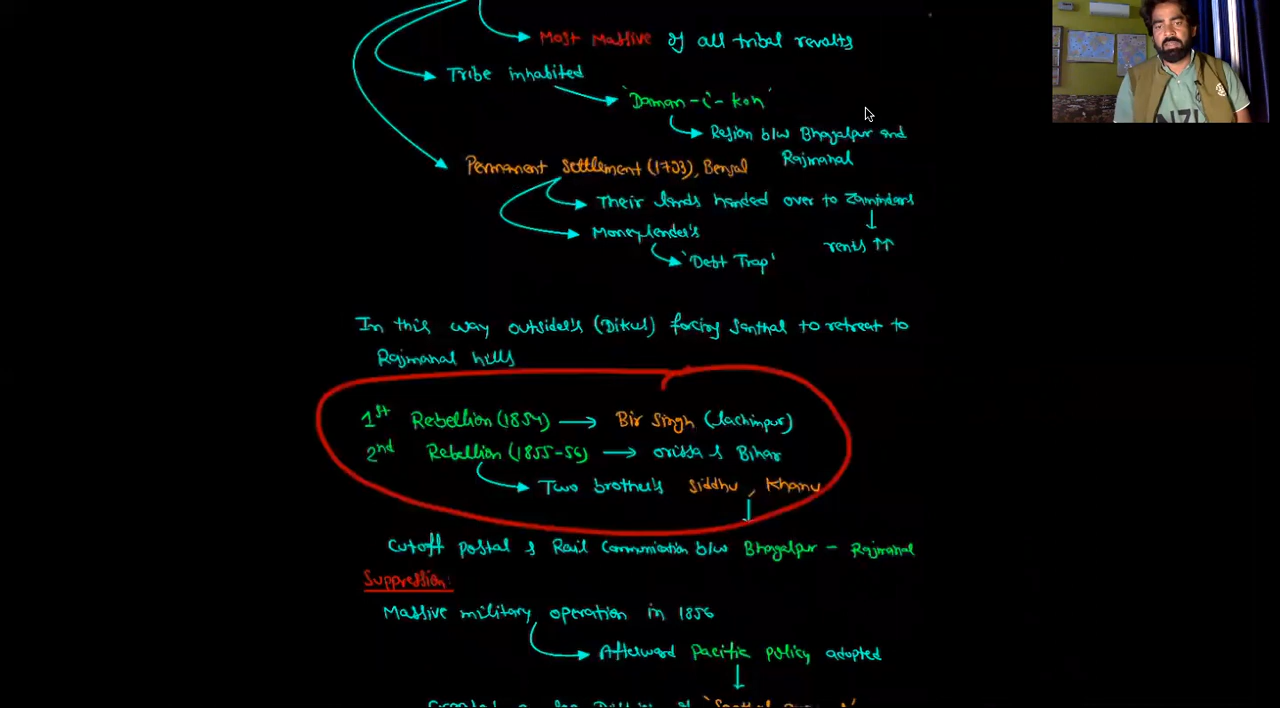 Most Massive of all tribal revolts
Tribe inhabited
'Daman-i-koh'
Region b/w Bhagalpur and
Rajmahal
Permanent Settlement (1793), Bengal
Their lands handed over to Zamindars
Moneylender's
rents ↑↑
'Debt Trap'
In this way outsider's (Dikus) forcing Santhal to retreat to
Rajmahal hills
1st Rebellion (1854) → Bir Singh (Lachimpur)
2nd Rebellion (1855-56) → orissa & Bihar
Two brother's Siddhu, Khanu
Cutoff postal & Rail Communication b/w Bhagalpur - Rajmahal
Suppression:
Massive military operation in 1856
Afterward Pacific policy adopted